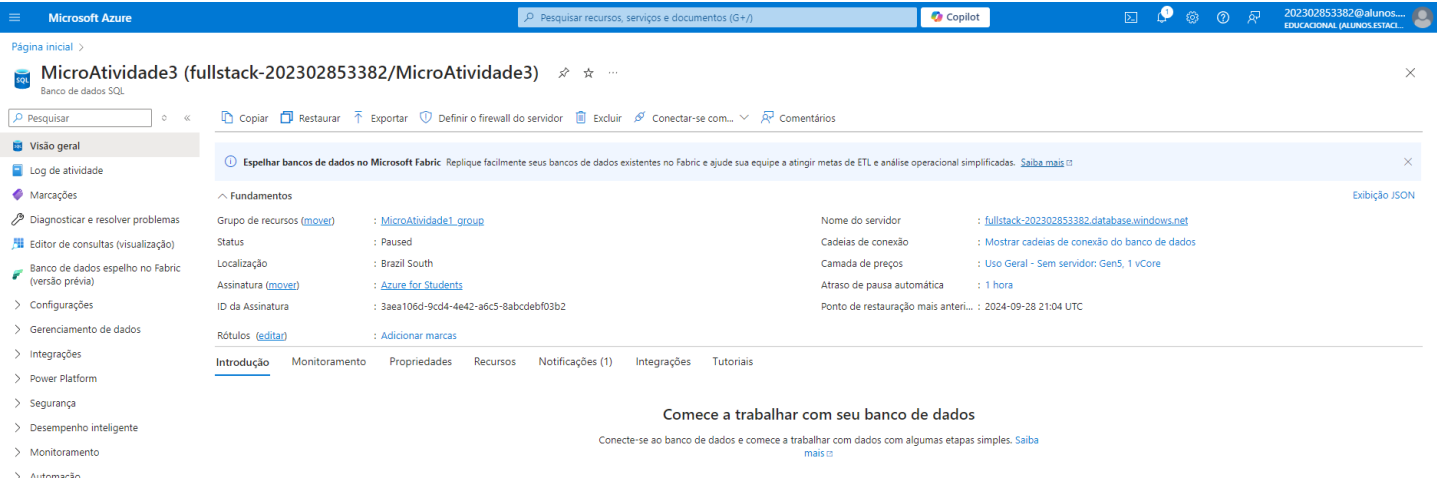 Microsoft Azure
Pesquisar recursos, serviços e documentos (G+/)
Copilot
1
202302853382@alunos....
EDUCACIONAL (ALUNOS.ESTACI...
Página inicial >
MicroAtividade3 (fullstack-202302853382/MicroAtividade3)
Banco de dados SQL
Pesquisar
Copiar Restaurar Exportar Definir o firewall do servidor Excluir Conectar-se com... Comentários
Visão geral
Log de atividade
Marcações
Diagnosticar e resolver problemas
Editor de consultas (visualização)
Banco de dados espelho no Fabric
(versão prévia)
Configurações
Gerenciamento de dados
Integrações
Power Platform
Segurança
Desempenho inteligente
Monitoramento
Automação
Espelhar bancos de dados no Microsoft Fabric Replique facilmente seus bancos de dados existentes no Fabric e ajude sua equipe a atingir metas de ETL e análise operacional simplificadas. Saiba mais
Fundamentos
Exibição JSON
Grupo de recursos (mover) : MicroAtividade1_group
Status : Paused
Localização : Brazil South
Assinatura (mover) : Azure for Students
ID da Assinatura : 3aea106d-9cd4-4e42-a6c5-8abcdebf03b2
Nome do servidor : fullstack-202302853382.database.windows.net
Cadeias de conexão : Mostrar cadeias de conexão do banco de dados
Camada de preços : Uso Geral - Sem servidor: Gen5, 1 vCore
Atraso de pausa automática : 1 hora
Ponto de restauração mais anteri... : 2024-09-28 21:04 UTC
Rótulos (editar) : Adicionar marcas
Introdução Monitoramento Propriedades Recursos Notificações (1) Integrações Tutoriais
Comece a trabalhar com seu banco de dados
Conecte-se ao banco de dados e comece a trabalhar com dados com algumas etapas simples. Saiba
mais